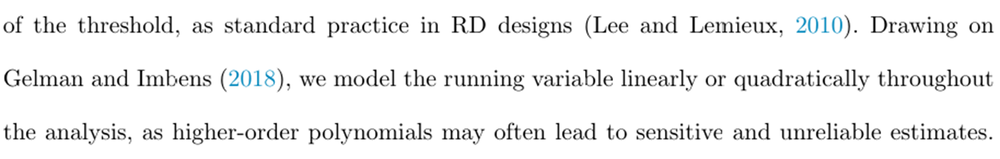 of the threshold, as standard practice in RD designs (Lee and Lemieux, 2010). Drawing on
Gelman and Imbens (2018), we model the running variable linearly or quadratically throughout
the analysis, as higher-order polynomials may often lead to sensitive and unreliable estimates.